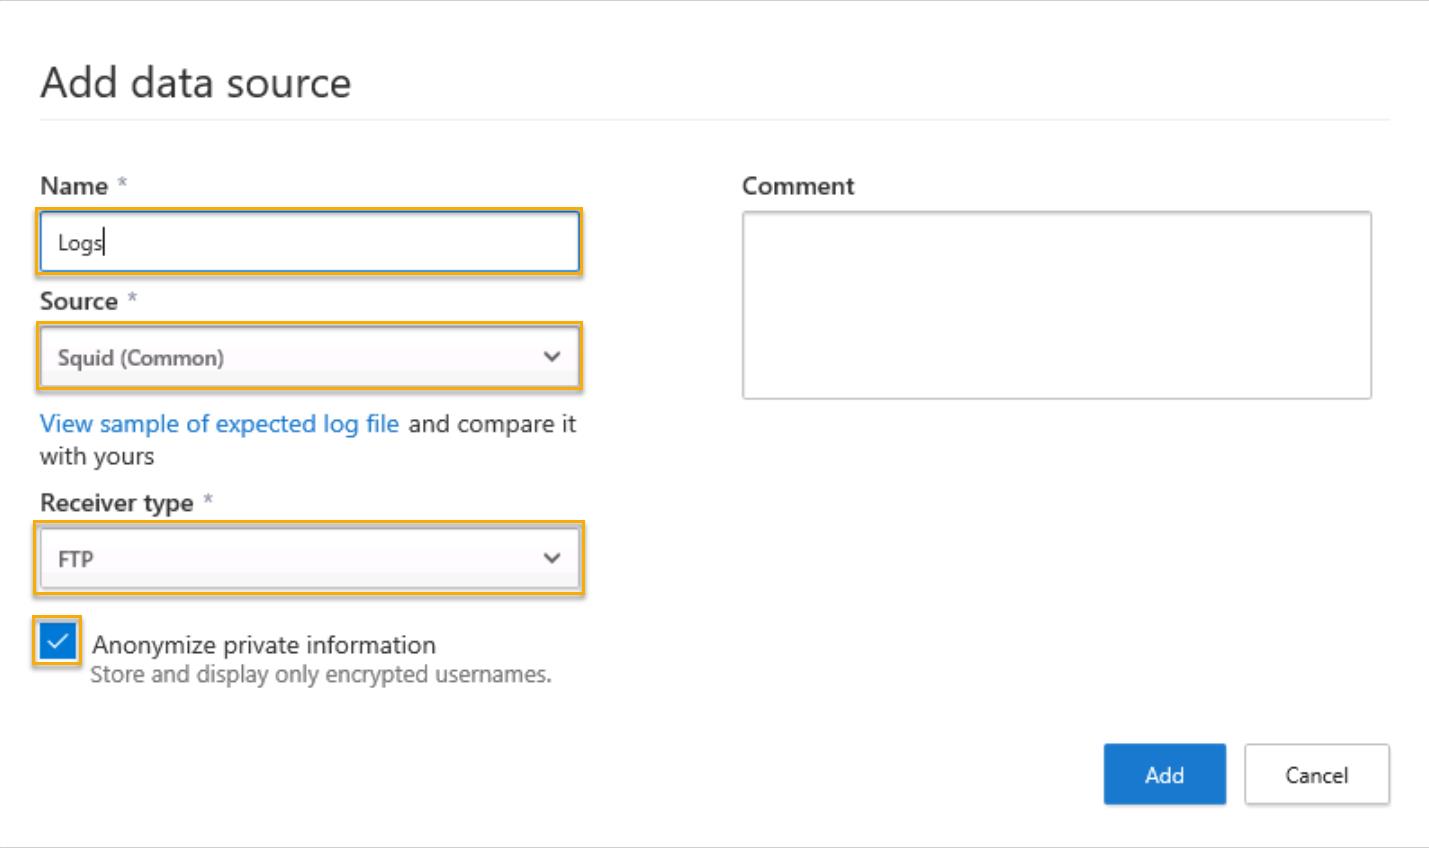 Add data source
Name *
Logs
Source *
Squid (Common)
View sample of expected log file and compare it
with yours
Receiver type *
FTP
Anonymize private information
Store and display only encrypted usernames.
Comment
Add
Cancel